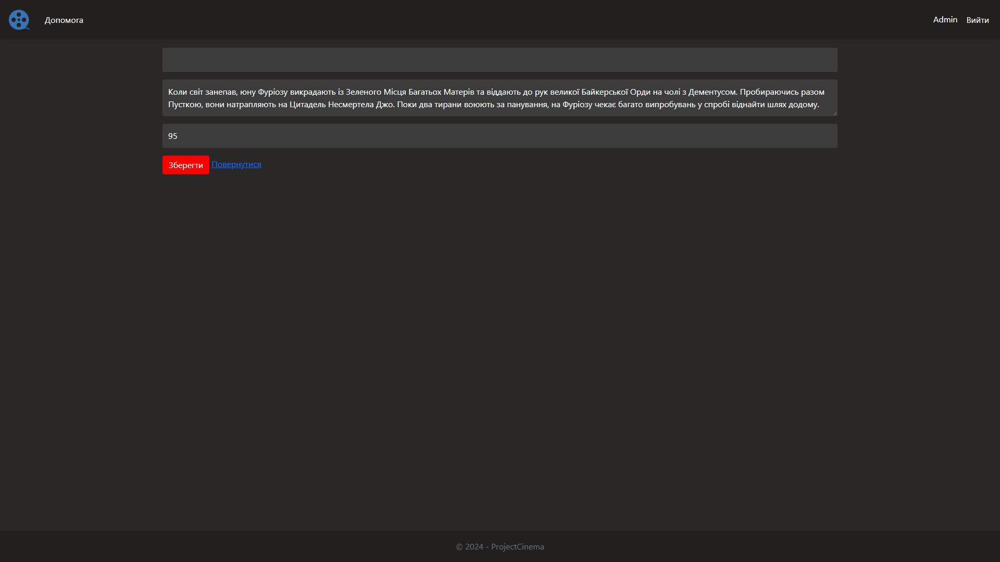 Допомога
Admin
Вийти
Коли світ занепав, юну Фуріозу викрадають із Зеленого Місця Багатьох Матерів та віддають до рук великої Байкерської Орди на чолі з Дементусом. Пробираючись разом
Пусткою, вони натрапляють на Цитадель Несмертела Джо. Поки два тирани воюють за панування, на Фуріозу чекає багато випробувань у спробі віднайти шлях додому.
95
Зберегти Повернутися
© 2024 - ProjectCinema